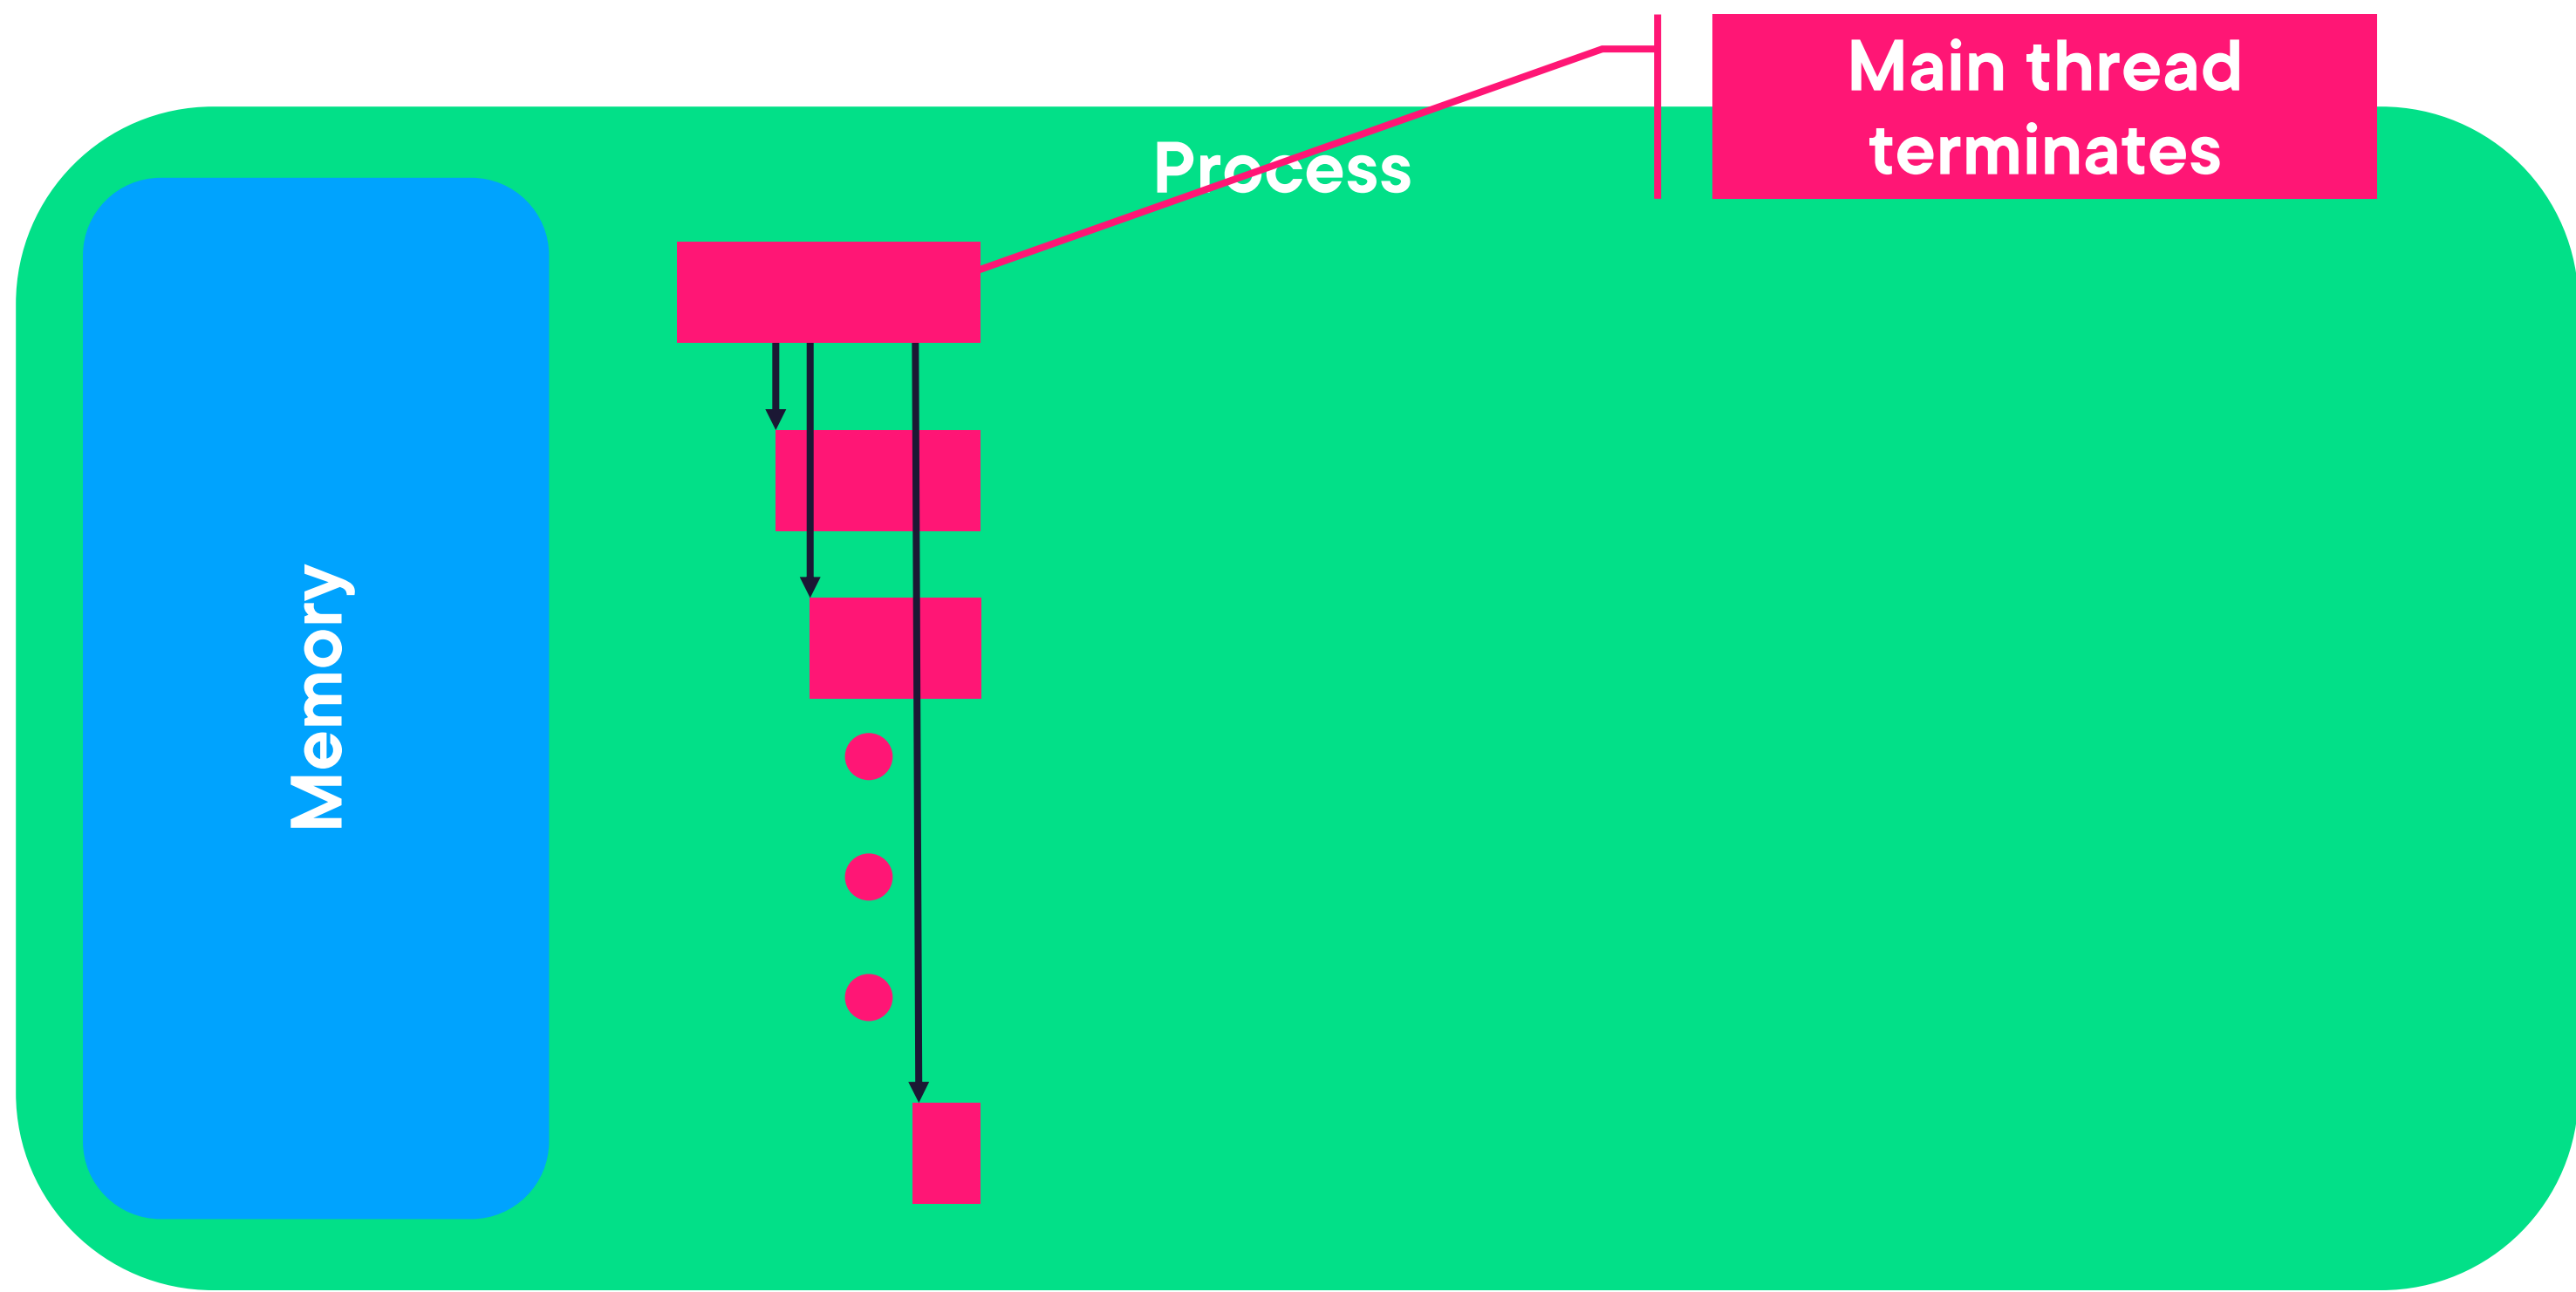 Main thread
terminates
Process
Memory